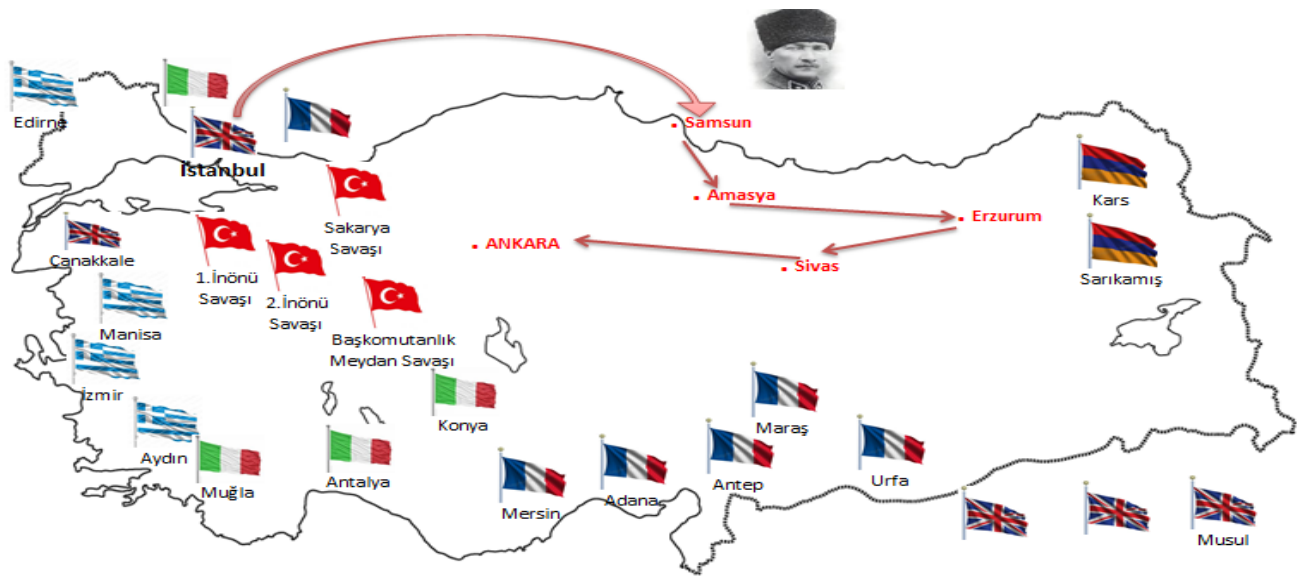 Edirne
İstanbul
. Samsun
. Amasya
Kars
. Erzurum
Sakarya
Savaşı
. ANKARA
Çanakkale
. Sivas
Sarıkamış
1.İnönü
Savaşı
2.İnönü
Savaşı
Manisa
Başkomutanlık
Meydan Savaşı
İzmir
Konya
Maraş
Aydın
Muğla
Antalya
Urfa
Antep
Adana
Mersin
Musul